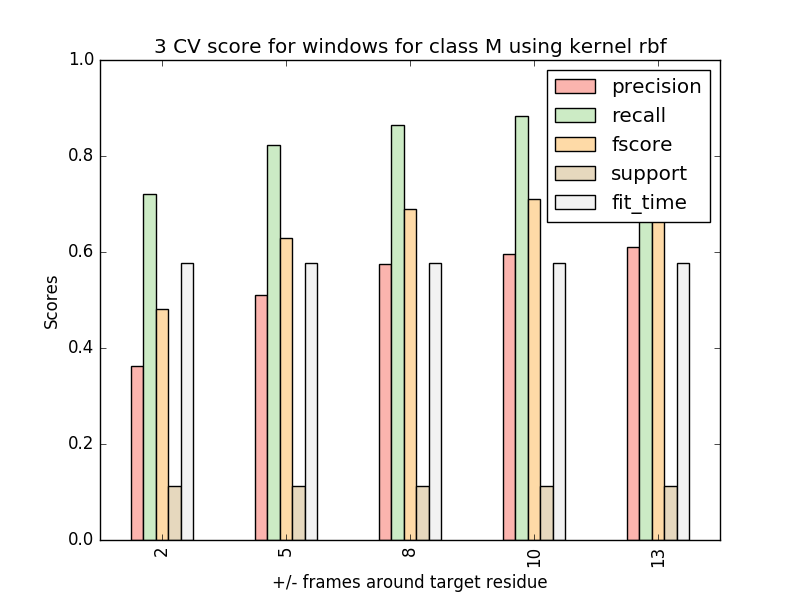 3 CV score for windows for class M using kernel rbf
1.0
0.8
0.6
0.4
0.2
0.0
Scores
precision
recall
fscore
support
fit_time
2
5
8
10
13
+/- frames around target residue